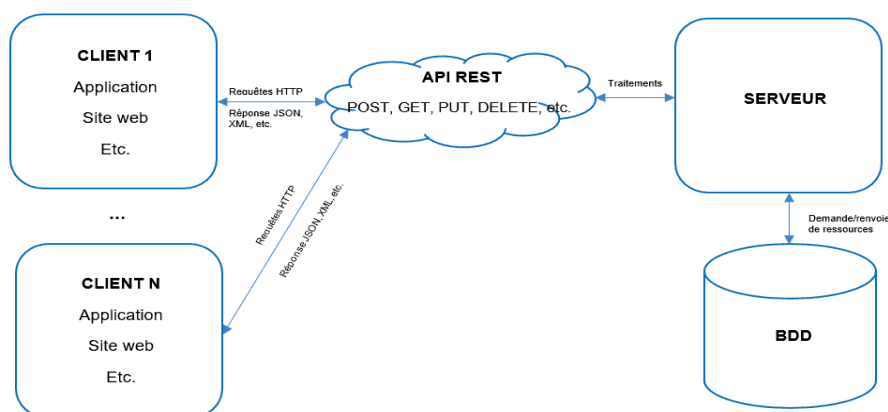 CLIENT 1
Application
Site web
Etc.
...
CLIENT N
Application
Site web
Etc.
Requêtes HTTP
Réponse JSON,
XML, etc.
Requêtes HTTP
Réponse JSON, XML, etc.
API REST
POST, GET, PUT, DELETE, etc.
Traitements
SERVEUR
Demande/renvoie
de ressources
BDD